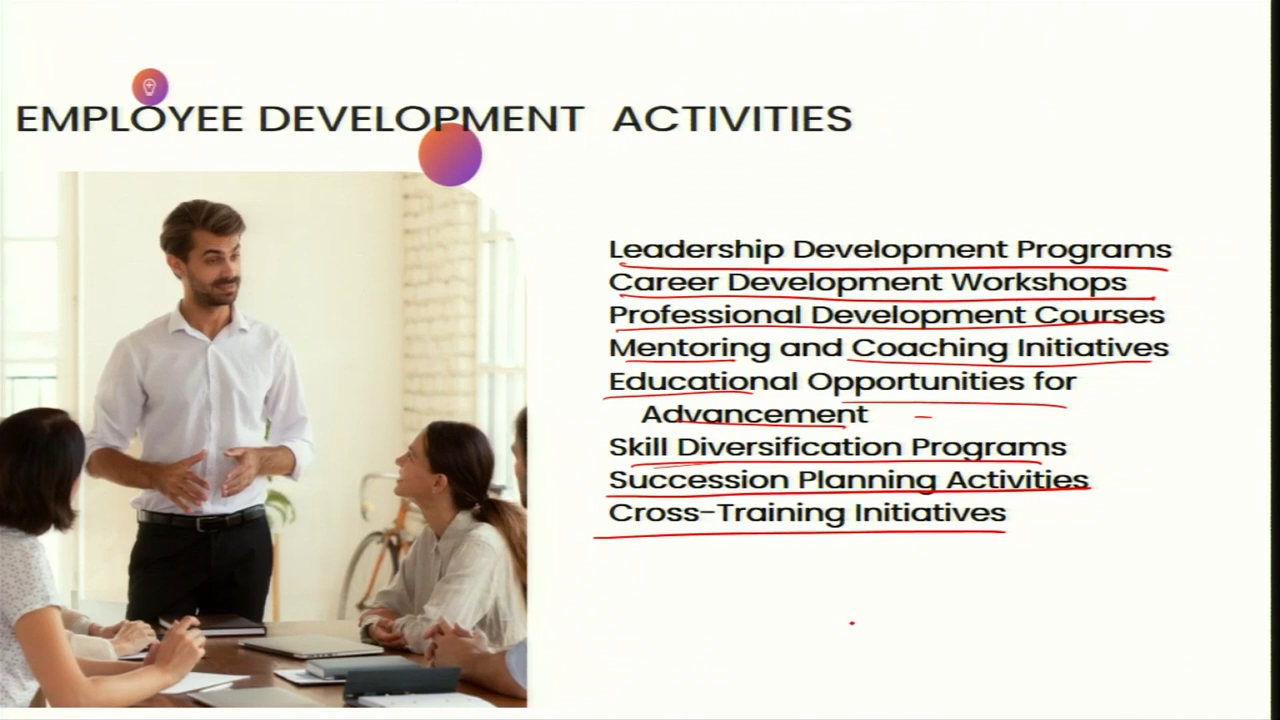 EMPLOYEE DEVELOPMENT ACTIVITIES
Leadership Development Programs
Career Development Workshops
Professional Development Courses
Mentoring and Coaching Initiatives
Educational Opportunities for
Advancement
Skill Diversification Programs
Succession Planning Activities
Cross-Training Initiatives